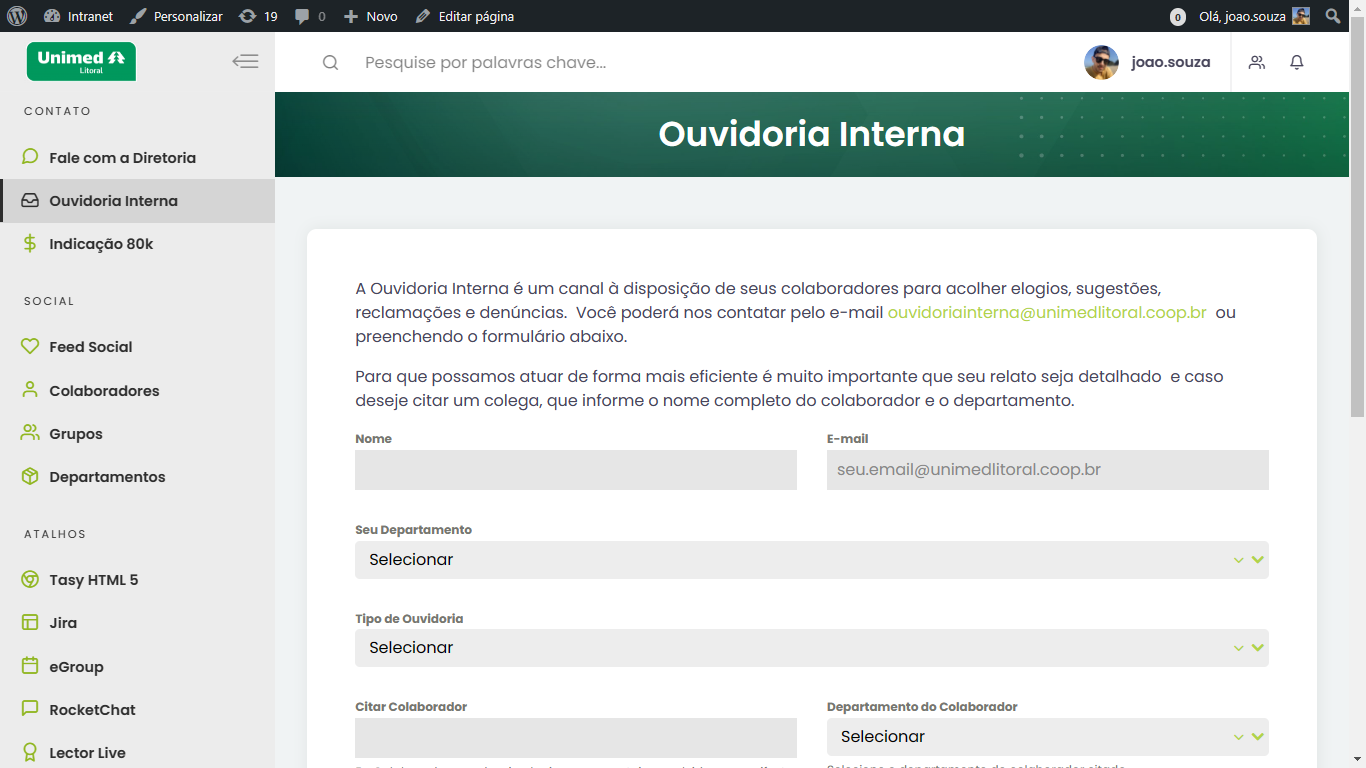 Intranet
Personalizar
19
0
Novo
Editar página
0
Olá, joao.souza
Unimed
Litoral
Pesquise por palavras chave...
joao.souza
CONTATO
Fale com a Diretoria
Ouvidoria Interna
Indicação 80k
SOCIAL
Feed Social
Colaboradores
Grupos
Departamentos
ATALHOS
Tasy HTML 5
Jira
eGroup
RocketChat
Lector Live
Ouvidoria Interna
A Ouvidoria Interna é um canal à disposição de seus colaboradores para acolher elogios, sugestões,
reclamações e denúncias.  Você poderá nos contatar pelo e-mail ouvidoriainterna@unimedlitoral.coop.br  ou
preenchendo o formulário abaixo.
Para que possamos atuar de forma mais eficiente é muito importante que seu relato seja detalhado  e caso
deseje citar um colega, que informe o nome completo do colaborador e o departamento.
Nome
E-mail
seu.email@unimedlitoral.coop.br
Seu Departamento
Selecionar
Tipo de Ouvidoria
Selecionar
Citar Colaborador
Departamento do Colaborador
Selecionar